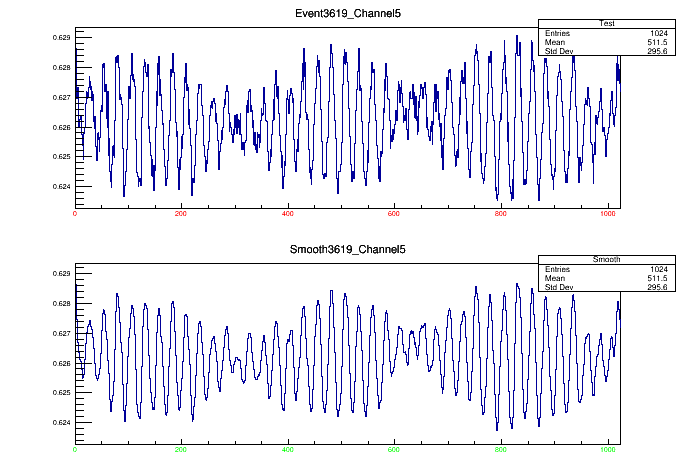 Event3619_Channel5
Test
Entries 1024
Mean 511.5
Std Dev 295.6
0.629
0.628
0.627
0.626
0.625
0.624
0 200 400 600 800 1000
Smooth3619_Channel5
Smooth
Entries 1024
Mean 511.5
Std Dev 295.6
0.629
0.628
0.627
0.626
0.625
0.624
0 200 400 600 800 1000